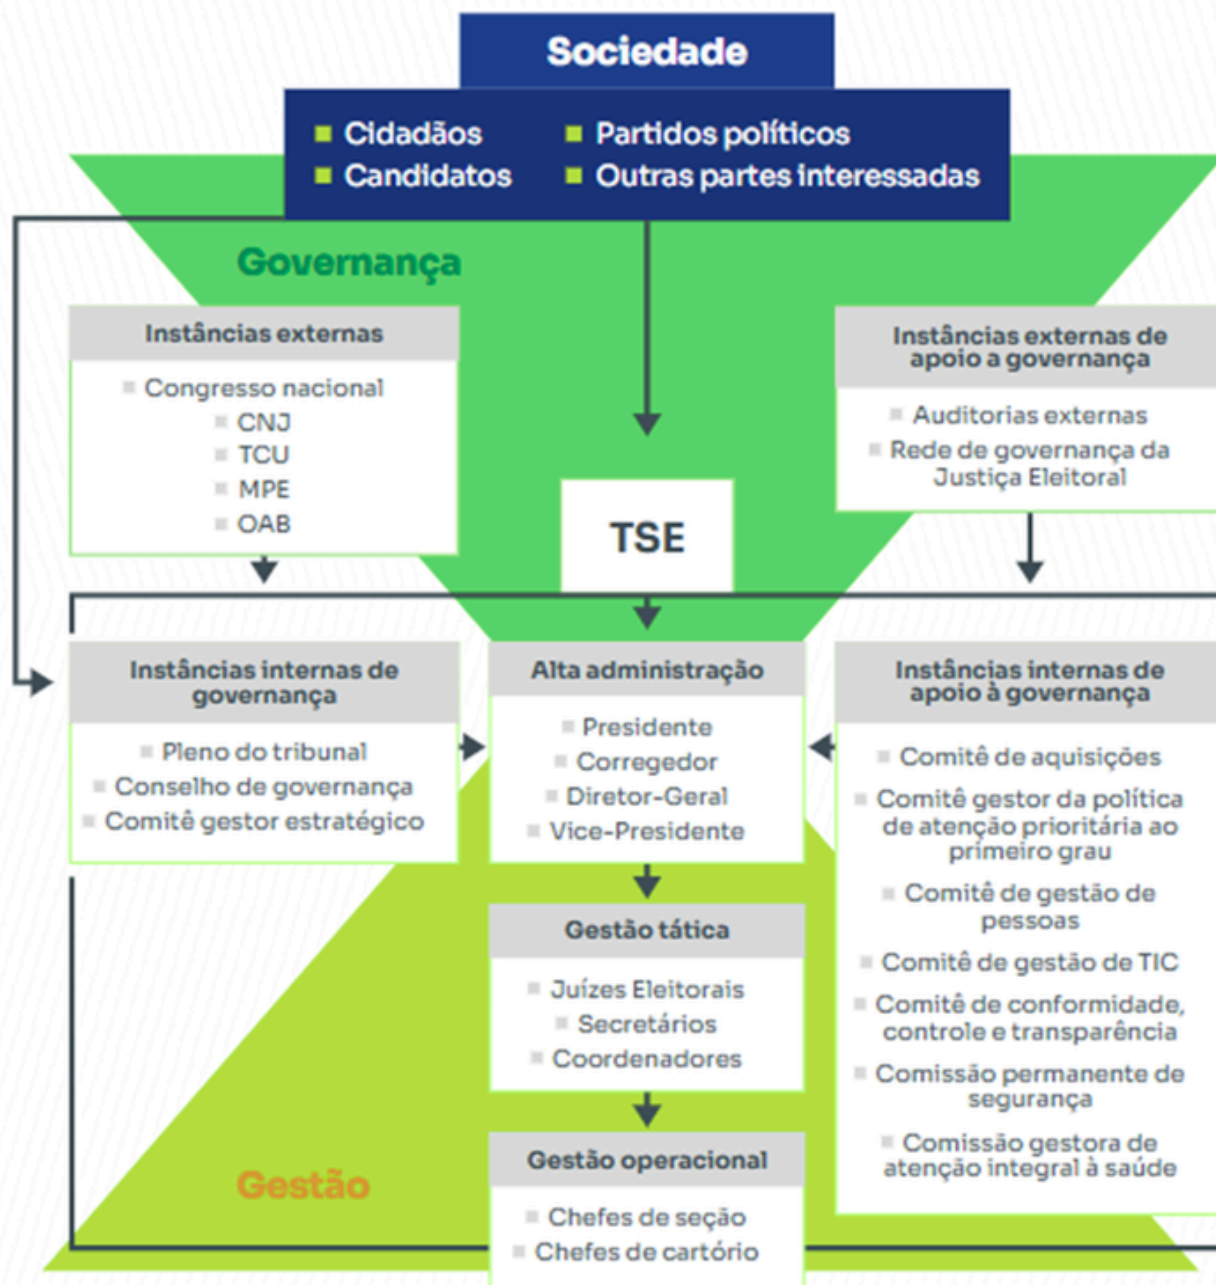 Sociedade
Cidadãos
Candidatos
Partidos políticos
Outras partes interessadas
Governança
Instâncias externas
Congresso nacional
CNJ
TCU
MPE
OAB
TSE
Instâncias externas de
apoio a governança
Auditorias externas
Rede de governança da
Justiça Eleitoral
Instâncias internas de
governança
Pleno do tribunal
Conselho de governança
Comitê gestor estratégico
Alta administração
Presidente
Corregedor
Diretor-Geral
Vice-Presidente
Instâncias internas de
apoio à governança
Comitê de aquisições
Comitê gestor da política
de atenção prioritária ao
primeiro grau
Comitê de gestão de
pessoas
Comitê de gestão de TIC
Comitê de conformidade,
controle e transparência
Comissão permanente de
segurança
Comissão gestora de
atenção integral à saúde
Gestão tática
Juízes Eleitorais
Secretários
Coordenadores
Gestão
Gestão operacional
Chefes de seção
Chefes de cartório